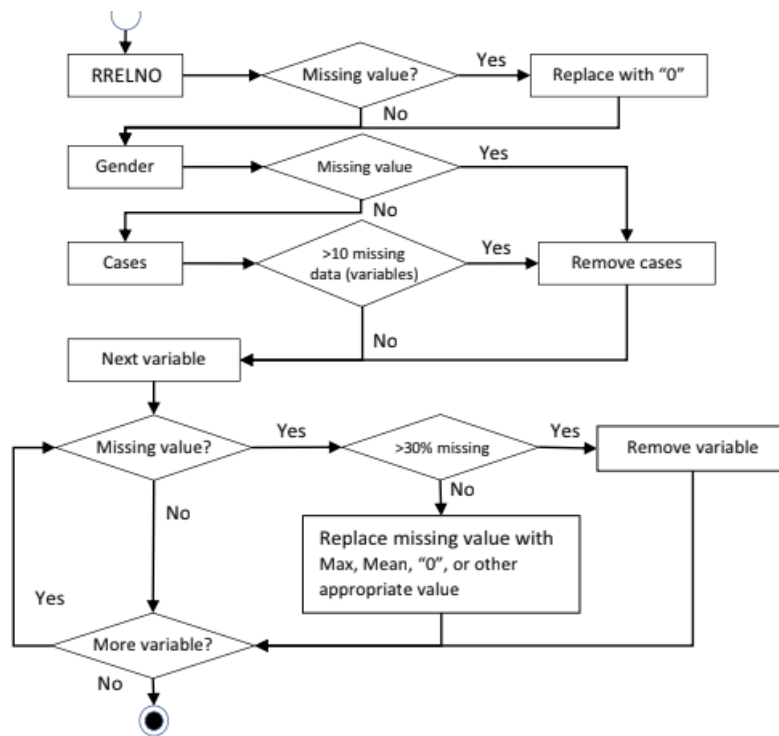 RRELNO
Missing value?
Yes
Replace with “0”
No
Gender
Missing value
Yes
No
Cases
>10 missing
data (variables)
Yes
Remove cases
No
Next variable
Missing value?
Yes
>30% missing
Yes
Remove variable
No
No
Replace missing value with
Max, Mean, “0”, or other
appropriate value
Yes
More variable?
No